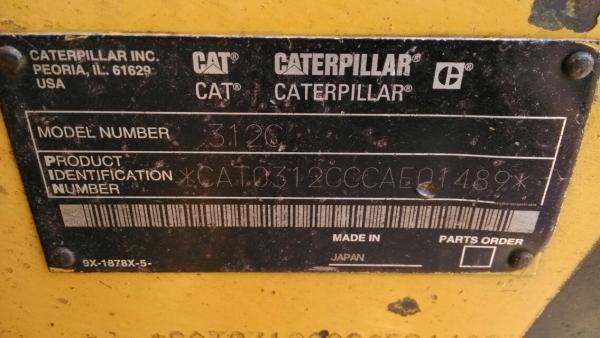 CATERPILLAR INC.
PEORIA, IL. 61629
USA
CAT® CATERPILLAR® C®
CAT® CATERPILLAR®
MODEL NUMBER 312C
PRODUCT
IDENTIFICATION
NUMBER
*CAT0312CCCAE01489*
MADE IN
JAPAN
PARTS ORDER
9X-1878X-5-